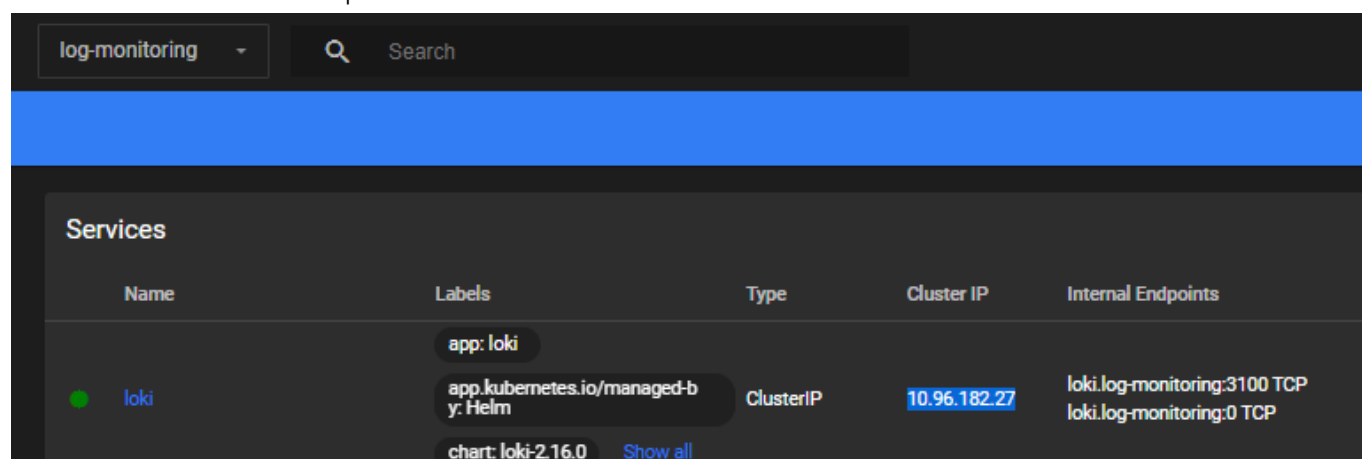 log-monitoring
Search
Services
Name Labels Type Cluster IP Internal Endpoints
app: loki
loki app.kubernetes.io/managed-b ClusterIP 10.96.182.27 loki.log-monitoring:3100 TCP
y: Helm loki.log-monitoring:0 TCP
chart: loki-2.16.0 Show all